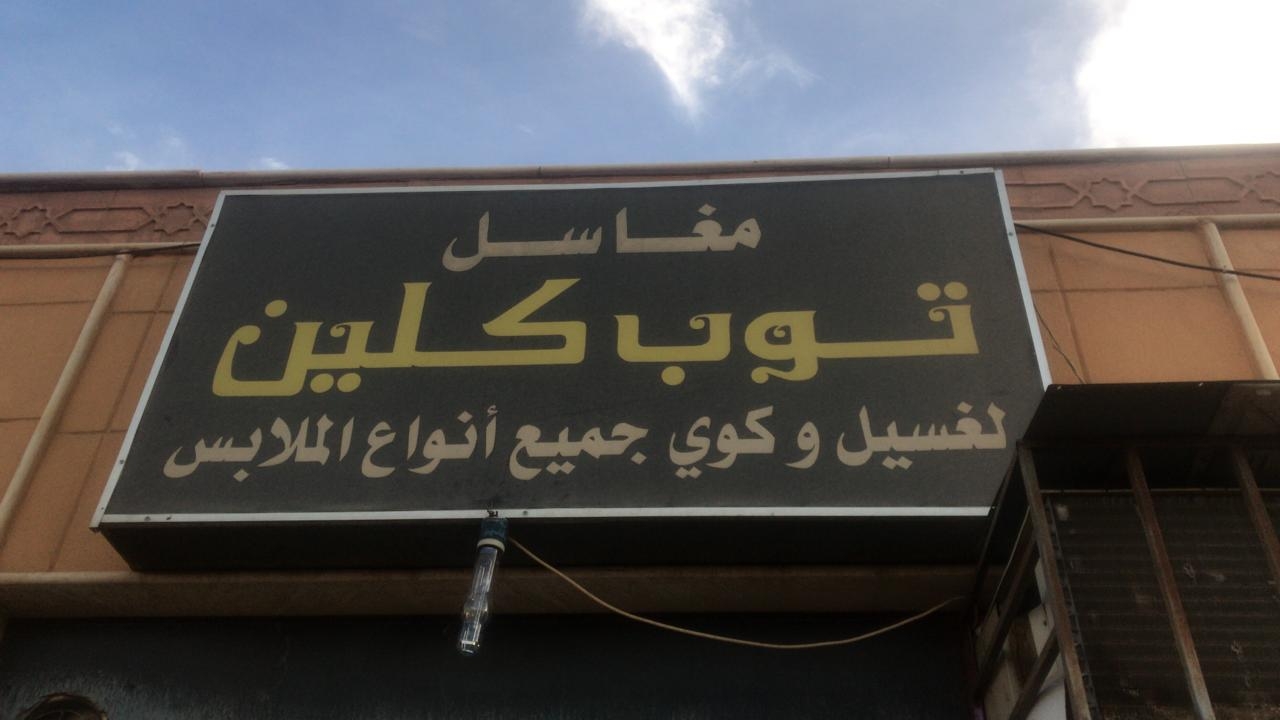 مغاسل
توب كلين
لغسيل و كوي جميع أنواع الملابس